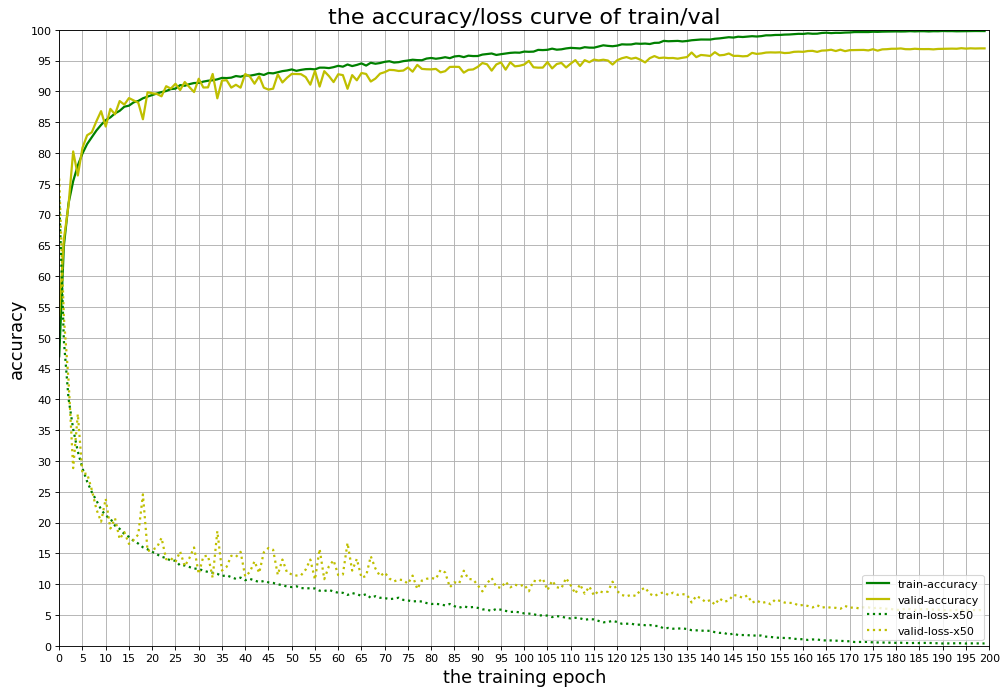 the accuracy/loss curve of train/val
100
95
90
85
80
75
70
65
60
55
50
45
40
35
30
25
20
15
10
5
0
accuracy
train-accuracy
valid-accuracy
train-loss-x50
valid-loss-x50
0 5 10 15 20 25 30 35 40 45 50 55 60 65 70 75 80 85 90 95 100 105 110 115 120 125 130 135 140 145 150 155 160 165 170 175 180 185 190 195 200
the training epoch